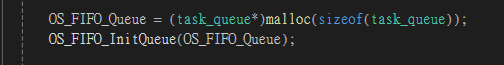 OS_FIFO_Queue = (task_queue*)malloc(sizeof(task_queue));
OS_FIFO_InitQueue(OS_FIFO_Queue);